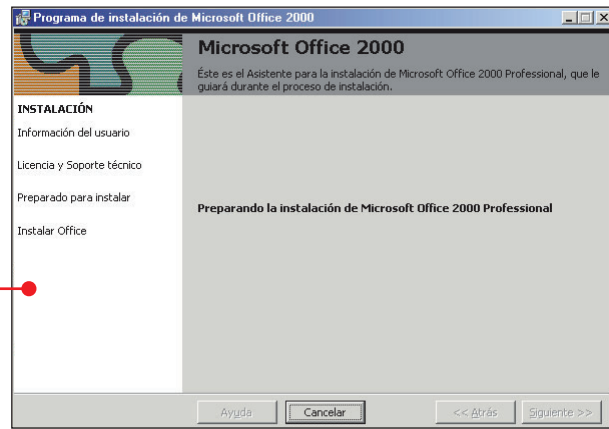 Programa de instalación de Microsoft Office 2000
Microsoft Office 2000
Éste es el Asistente para la instalación de Microsoft Office 2000 Professional, que le
guiará durante el proceso de instalación.
INSTALACIÓN
Información del usuario
Licencia y Soporte técnico
Preparado para instalar
Instalar Office
Preparando la instalación de Microsoft Office 2000 Professional
Ayuda
Cancelar
<< Atrás
Siguiente >>